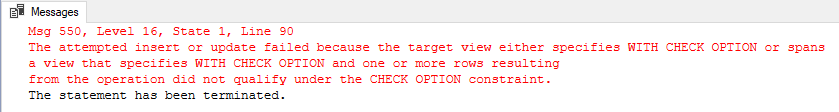 Messages
Msg 550, Level 16, State 1, Line 90
The attempted insert or update failed because the target view either specifies WITH CHECK OPTION or spans
a view that specifies WITH CHECK OPTION and one or more rows resulting
from the operation did not qualify under the CHECK OPTION constraint.
The statement has been terminated.